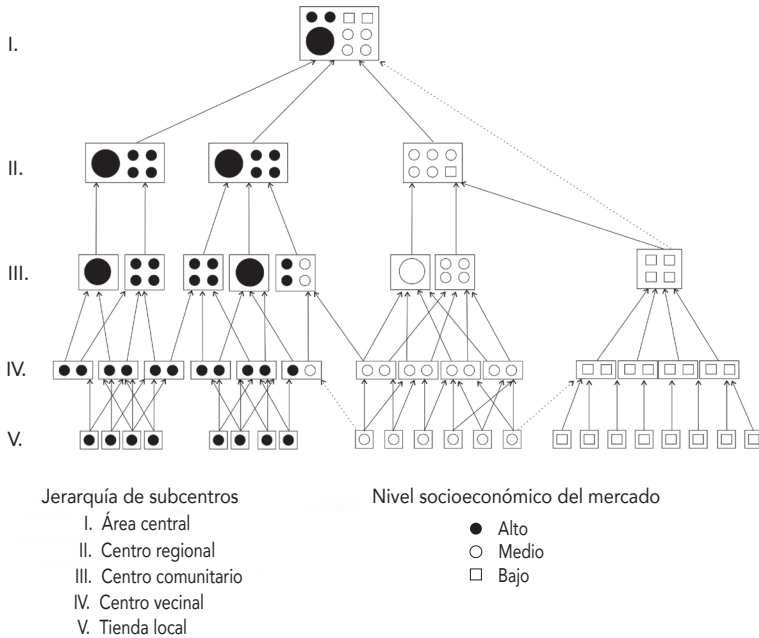 I.
II.
III.
IV.
V.
Jerarquía de subcentros
I. Área central
II. Centro regional
III. Centro comunitario
IV. Centro vecinal
V. Tienda local
Nivel socioeconómico del mercado
Alto
Medio
Bajo